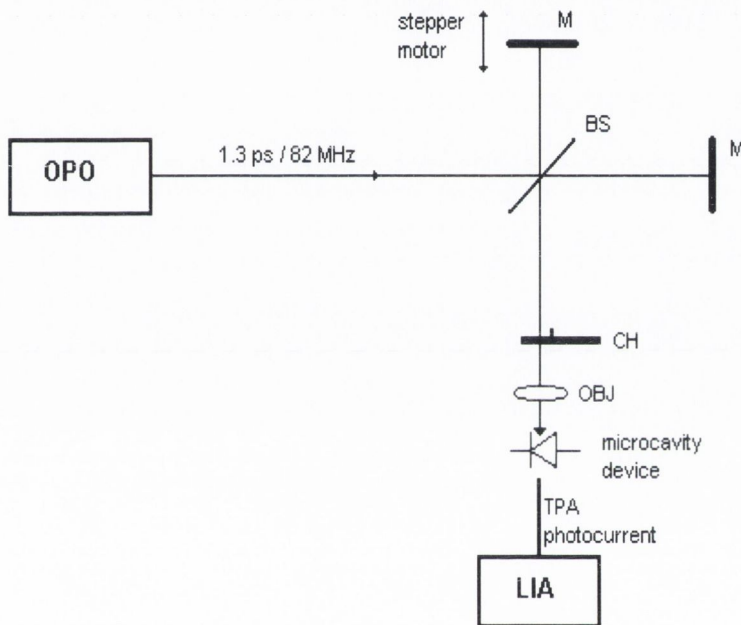 stepper
motor
M
BS
OPO
1.3 ps / 82 MHz
M
CH
OBJ
microcavity
device
TPA
photocurrent
LIA